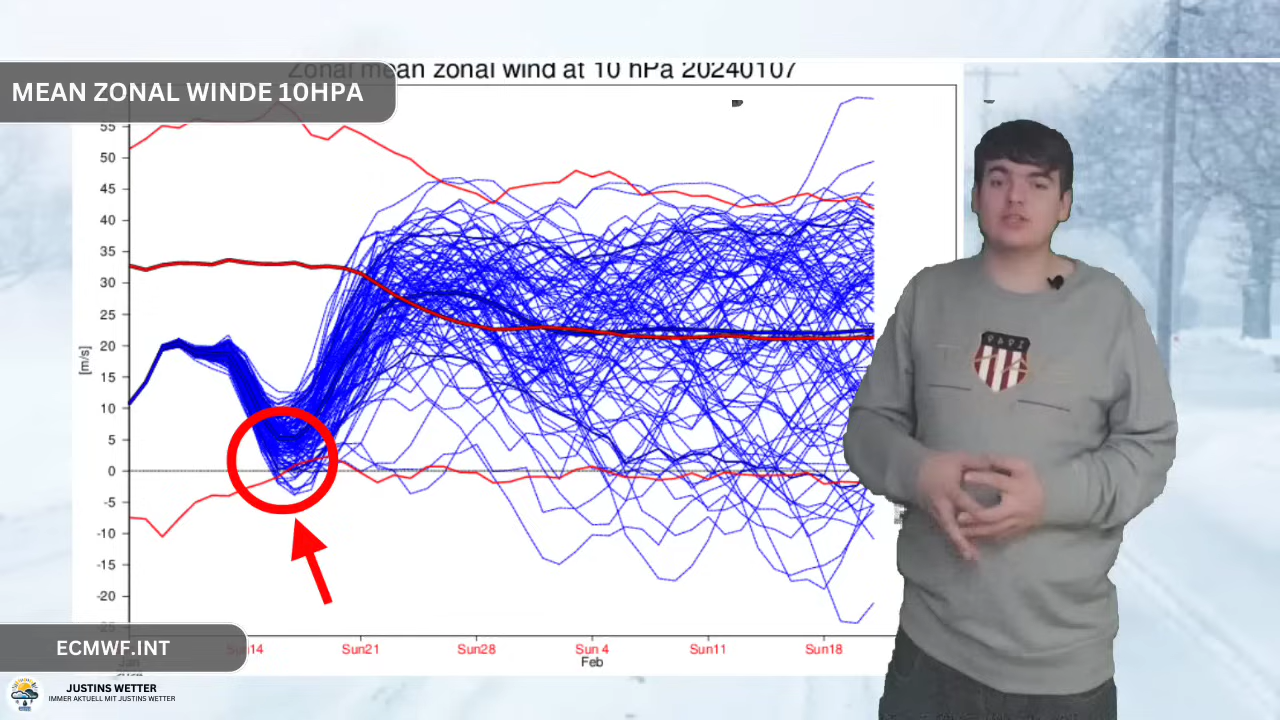 Zonal mean zonal wind at 10 hPa 20240107
MEAN ZONAL WINDE 10HPA
55
50
45
40
35
30
25
20
15
10
5
0
-5
-10
-15
-20
[m/s]
PAPI
ECMWF.INT
Sun14
Sun21
Sun28
Sun 4
Sun11
Sun18
Jan
Feb
JUSTINS WETTER
IMMER AKTUELL MIT JUSTINS WETTER